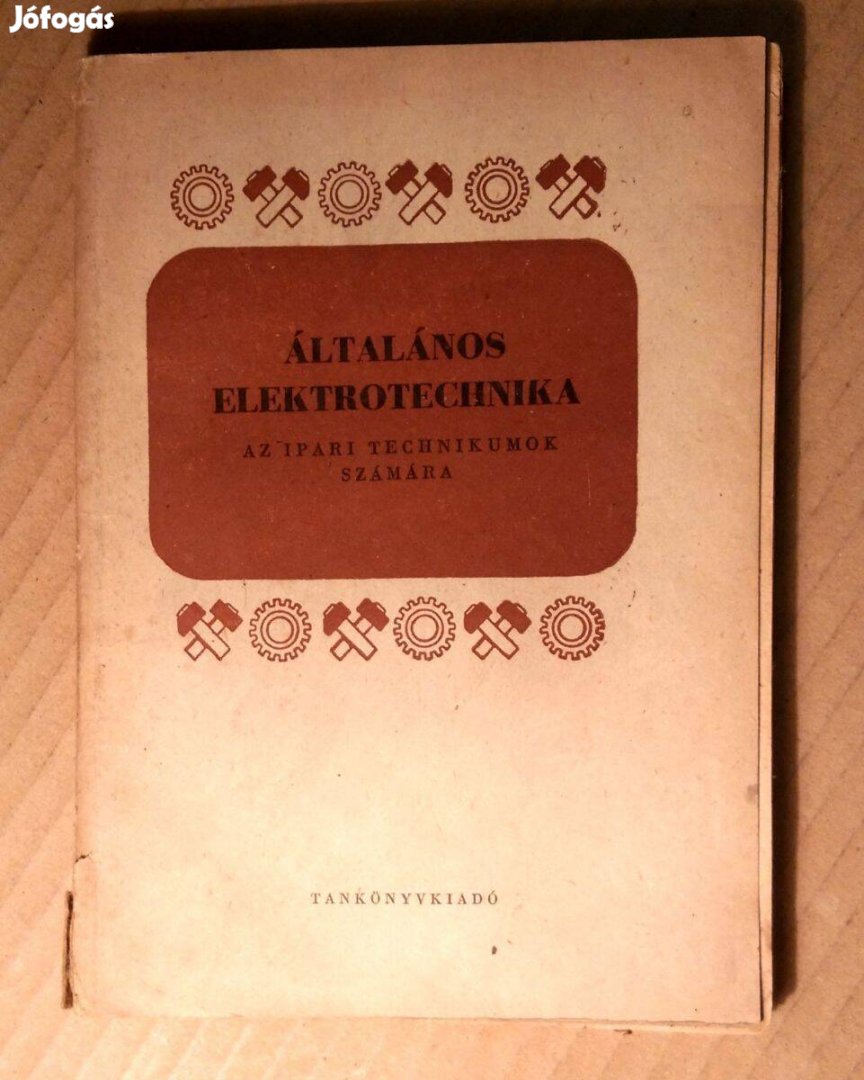 Jófogás
ÁLTALÁNOS
ELEKTROTECHNIKA
AZ IPARI TECHNIKUMOK
SZÁMÁRA
TANKÖNYVKIADÓ